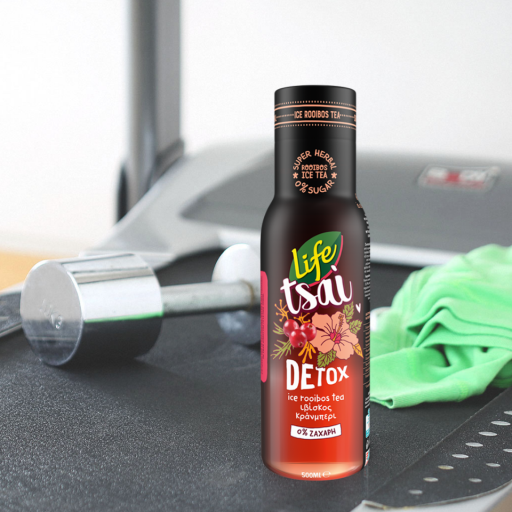 ICE ROOIBOS TEA
SUPER HERBAL
ROOIBOS
ICE TEA
0% SUGAR
Life
tsai
DETOX
ice rooibos tea
ιβίσκος
κράνμπερι
0% ΖΑΧΑΡΗ
500ML